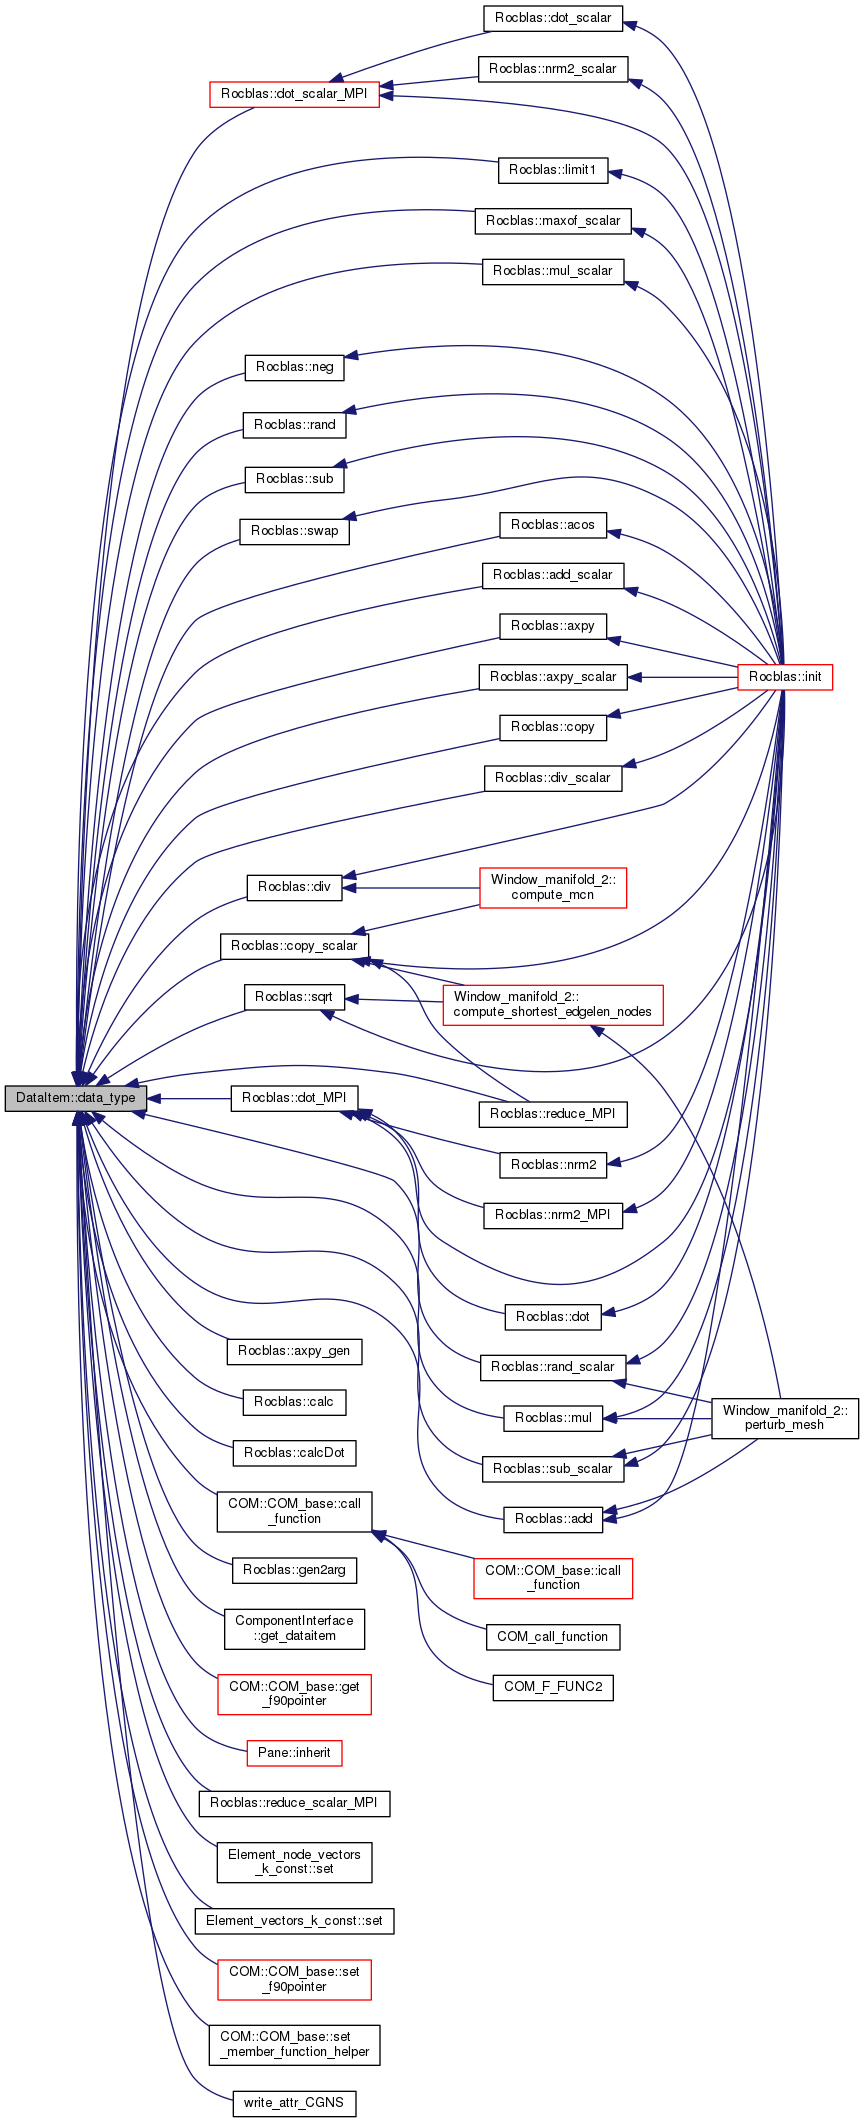 Rocblas::dot_scalar
Rocblas::nrm2_scalar
Rocblas::dot_scalar_MPI
Rocblas::limit1
Rocblas::maxof_scalar
Rocblas::mul_scalar
Rocblas::neg
Rocblas::rand
Rocblas::sub
Rocblas::swap
Rocblas::acos
Rocblas::add_scalar
Rocblas::axpy
Rocblas::axpy_scalar
Rocblas::init
Rocblas::copy
Rocblas::div_scalar
Rocblas::div
Window_manifold_2::
compute_mcn
Rocblas::copy_scalar
Rocblas::sqrt
Window_manifold_2::
compute_shortest_edgelen_nodes
DataItem::data_type
Rocblas::dot_MPI
Rocblas::reduce_MPI
Rocblas::nrm2
Rocblas::nrm2_MPI
Rocblas::dot
Rocblas::axpy_gen
Rocblas::rand_scalar
Rocblas::calc
Rocblas::mul
Window_manifold_2::
perturb_mesh
Rocblas::calcDot
Rocblas::sub_scalar
COM::COM_base::call
_function
Rocblas::add
Rocblas::gen2arg
COM::COM_base::icall
_function
ComponentInterface
::get_dataitem
COM_call_function
COM::COM_base::get
_f90pointer
COM_F_FUNC2
Pane::inherit
Rocblas::reduce_scalar_MPI
Element_node_vectors
_k_const::set
Element_vectors_k_const::set
COM::COM_base::set
_f90pointer
COM::COM_base::set
_member_function_helper
write_attr_CGNS